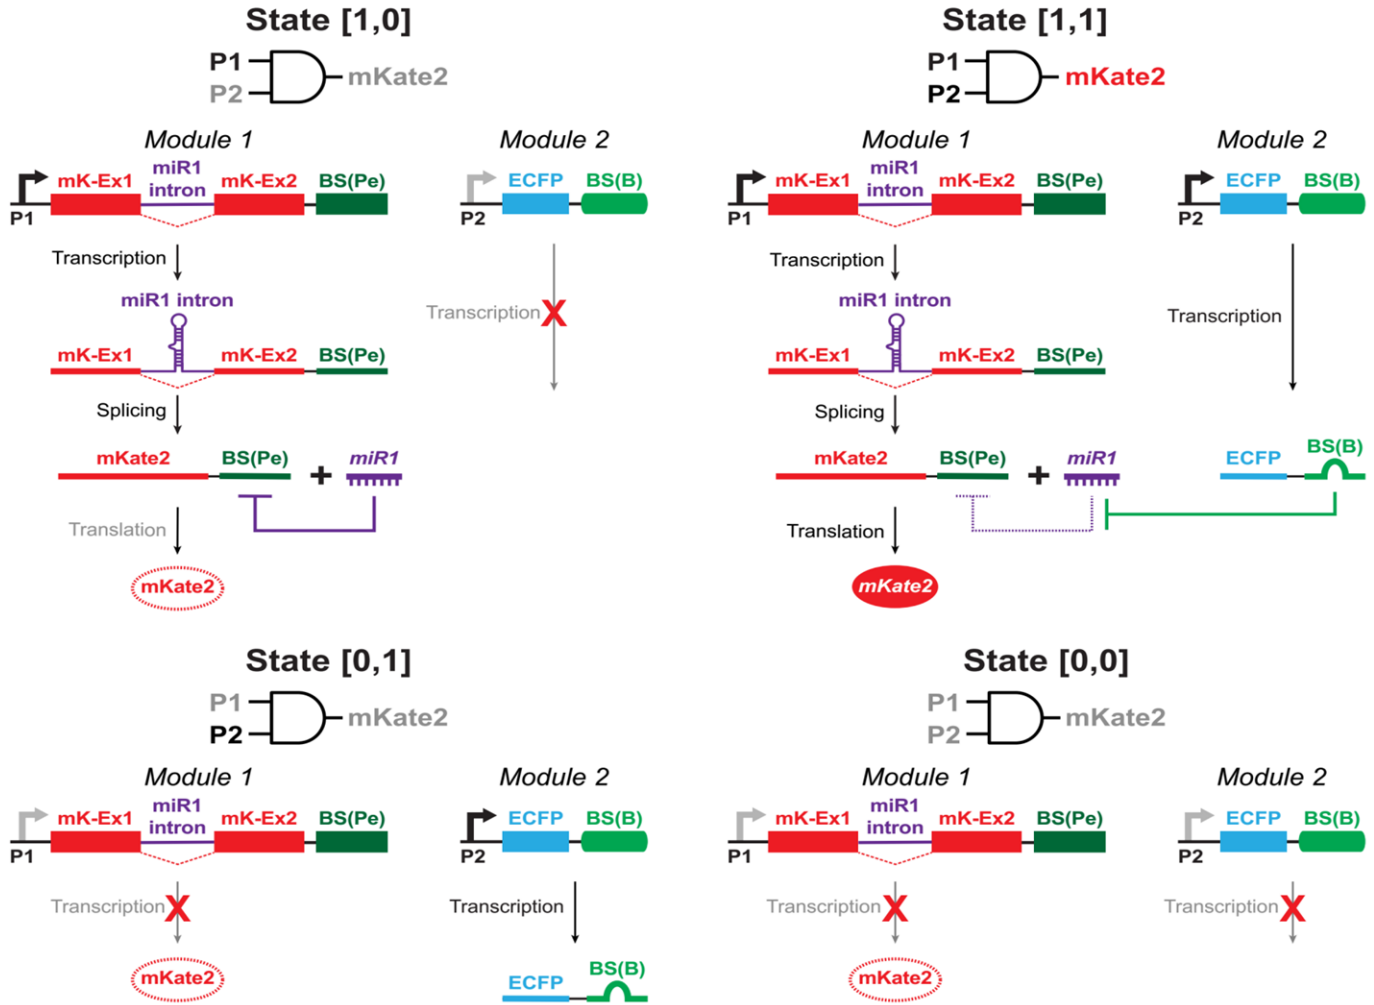 State [1,0]
P1
P2
mKate2
Module 1
Module 2
miR1
intron
mK-Ex1
mK-Ex2
BS(Pe)
ECFP
BS(B)
P1
P2
Transcription
miR1 intron
Transcription
mK-Ex1
mK-Ex2
BS(Pe)
Splicing
mKate2
BS(Pe)
+
miR1
Translation
mKate2
State [1,1]
P1
P2
mKate2
Module 1
Module 2
miR1
intron
mK-Ex1
mK-Ex2
BS(Pe)
ECFP
BS(B)
P1
P2
Transcription
miR1 intron
Transcription
mK-Ex1
mK-Ex2
BS(Pe)
Splicing
mKate2
BS(Pe)
+
miR1
ECFP
BS(B)
Translation
mKate2
State [0,1]
P1
P2
mKate2
Module 1
Module 2
miR1
intron
mK-Ex1
mK-Ex2
BS(Pe)
ECFP
BS(B)
P1
P2
Transcription
X
Transcription
mKate2
ECFP
BS(B)
State [0,0]
P1
P2
mKate2
Module 1
Module 2
miR1
intron
mK-Ex1
mK-Ex2
BS(Pe)
ECFP
BS(B)
P1
P2
Transcription
X
Transcription
X
mKate2